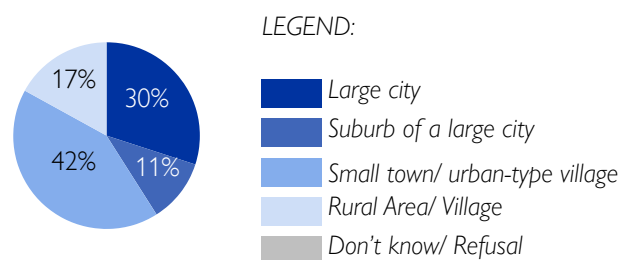 LEGEND:
17%
30%
42%
11%
Large city
Suburb of a large city
Small town/ urban-type village
Rural Area/ Village
Don't know/ Refusal